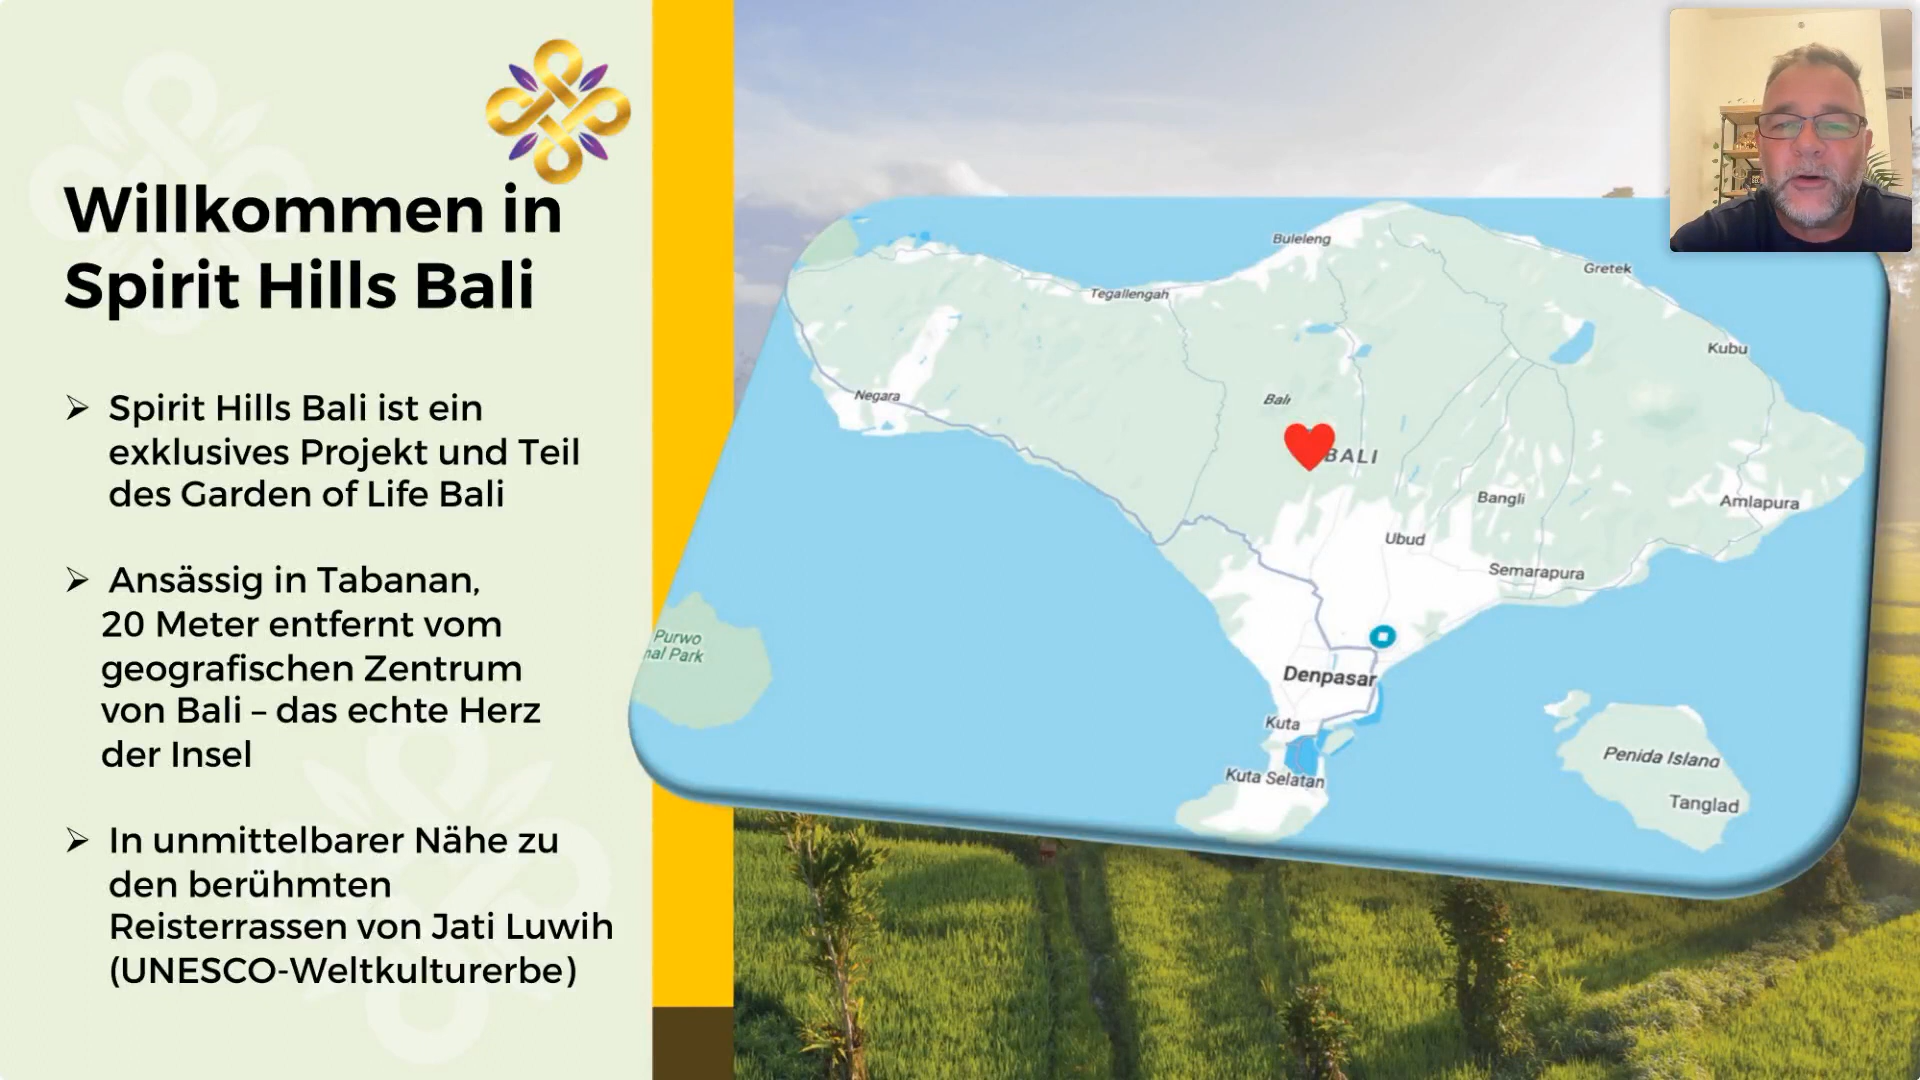 Willkommen in
Spirit Hills Bali
➢ Spirit Hills Bali ist ein
exklusives Projekt und Teil
des Garden of Life Bali
➢ Ansässig in Tabanan,
20 Meter entfernt vom
geografischen Zentrum
von Bali – das echte Herz
der Insel
➢ In unmittelbarer Nähe zu
den berühmten
Reisterrassen von Jati Luwih
(UNESCO-Weltkulturerbe)
Buleleng
Gretek
Tegallengah
Kubu
Negara
Bali
BALI
Bangli
Amlapura
Ubud
Semarapura
Purwo
nal Park
Denpasar
Kuta
Kuta Selatan
Penida Island
Tanglad